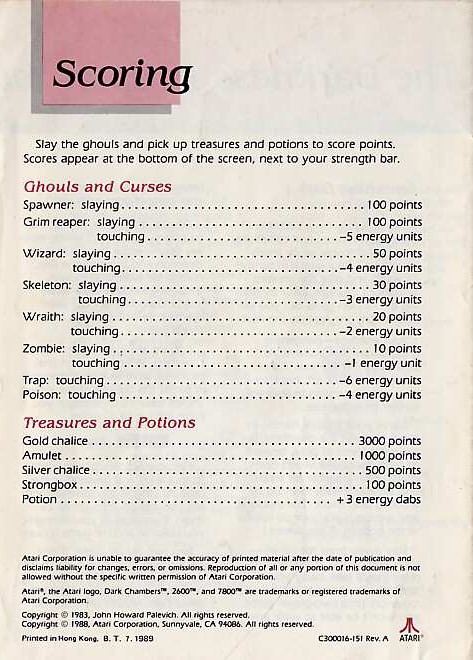 Scoring
Slay the ghouls and pick up treasures and potions to score points.
Scores appear at the bottom of the screen, next to your strength bar.
Ghouls and Curses
Spawner: slaying . . . . . . . . . . . . . . . . . . . . . . . . . . . . . . . . . . . . 100 points
Grim reaper: slaying . . . . . . . . . . . . . . . . . . . . . . . . . . . . . . . . . 100 points
touching . . . . . . . . . . . . . . . . . . . . . . . . . . . . −5 energy units
Wizard: slaying . . . . . . . . . . . . . . . . . . . . . . . . . . . . . . . . . . . . . . 50 points
touching . . . . . . . . . . . . . . . . . . . . . . . . . . . . . . . . −4 energy units
Skeleton: slaying . . . . . . . . . . . . . . . . . . . . . . . . . . . . . . . . . . . . 30 points
touching . . . . . . . . . . . . . . . . . . . . . . . . . . . . . . . −3 energy units
Wraith: slaying . . . . . . . . . . . . . . . . . . . . . . . . . . . . . . . . . . . . . . 20 points
touching . . . . . . . . . . . . . . . . . . . . . . . . . . . . . . . . −2 energy units
Zombie: slaying . . . . . . . . . . . . . . . . . . . . . . . . . . . . . . . . . . . . . 10 points
touching . . . . . . . . . . . . . . . . . . . . . . . . . . . . . . . . −1 energy unit
Trap: touching . . . . . . . . . . . . . . . . . . . . . . . . . . . . . . . . . . −6 energy units
Poison: touching . . . . . . . . . . . . . . . . . . . . . . . . . . . . . . . . −4 energy units
Treasures and Potions
Gold chalice . . . . . . . . . . . . . . . . . . . . . . . . . . . . . . . . . . . . . . . 3000 points
Amulet . . . . . . . . . . . . . . . . . . . . . . . . . . . . . . . . . . . . . . . . . . . 1000 points
Silver chalice . . . . . . . . . . . . . . . . . . . . . . . . . . . . . . . . . . . . . . . . 500 points
Strongbox . . . . . . . . . . . . . . . . . . . . . . . . . . . . . . . . . . . . . . . . . . 100 points
Potion . . . . . . . . . . . . . . . . . . . . . . . . . . . . . . . . . . . . . . . . +3 energy dabs
Atari Corporation is unable to guarantee the accuracy of printed material after the date of publication and
disclaims liability for changes, errors, or omissions. Reproduction of all or any portion of this document is not
allowed without the specific written permission of Atari Corporation.
Atari®, the Atari logo, Dark Chambers™, 2600™, and 7800™ are trademarks or registered trademarks of
Atari Corporation.
Copyright © 1983, John Howard Palevich. All rights reserved.
Copyright © 1988, Atari Corporation, Sunnyvale, CA 94086. All rights reserved.
Printed in Hong Kong, B. T. 7. 1989
C300016-151 Rev. A
ATARI®